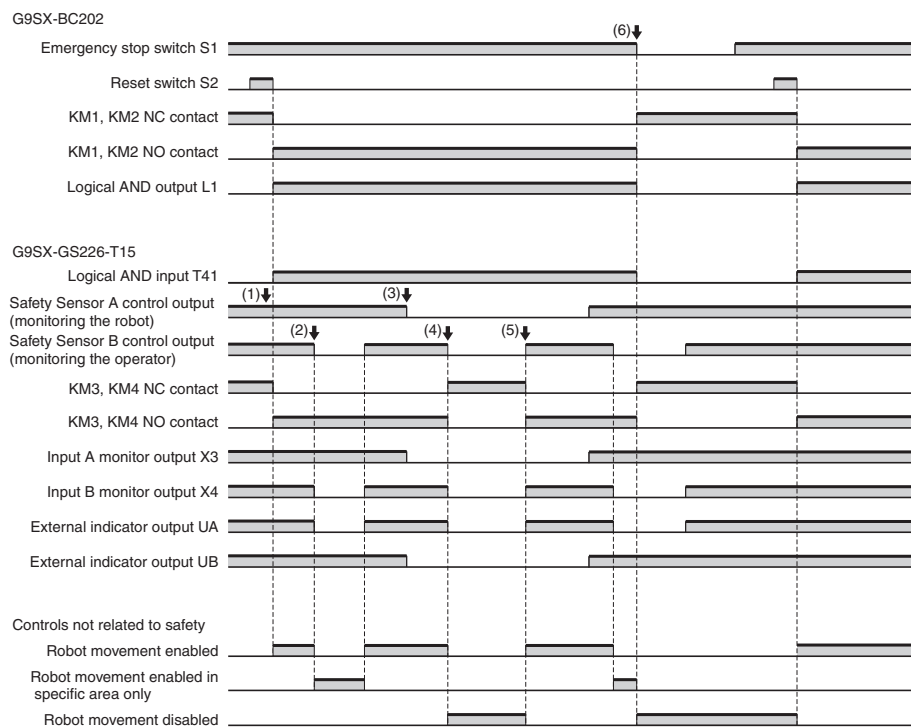 G9SX-BC202
(6)
Emergency stop switch S1
Reset switch S2
KM1, KM2 NC contact
KM1, KM2 NO contact
Logical AND output L1
G9SX-GS226-T15
Logical AND input T41
(1)
(3)
Safety Sensor A control output
(monitoring the robot)
(2)
(4)
(5)
Safety Sensor B control output
(monitoring the operator)
KM3, KM4 NC contact
KM3, KM4 NO contact
Input A monitor output X3
Input B monitor output X4
External indicator output UA
External indicator output UB
Controls not related to safety
Robot movement enabled
Robot movement enabled in
specific area only
Robot movement disabled